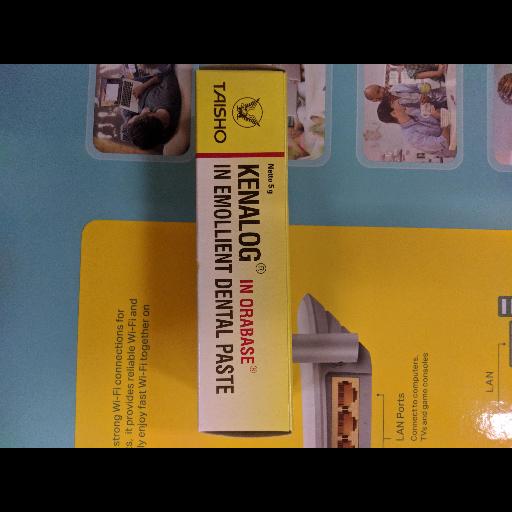 TAISHO
Netto 5 g
KENALOG® IN ORABASE®
IN EMOLLIENT DENTAL PASTE
strong Wi-Fi connections for
it provides reliable Wi-Fi and
enjoy fast Wi-Fi together on
LAN Ports
Connect to computers,
TVs and game consoles
LAN